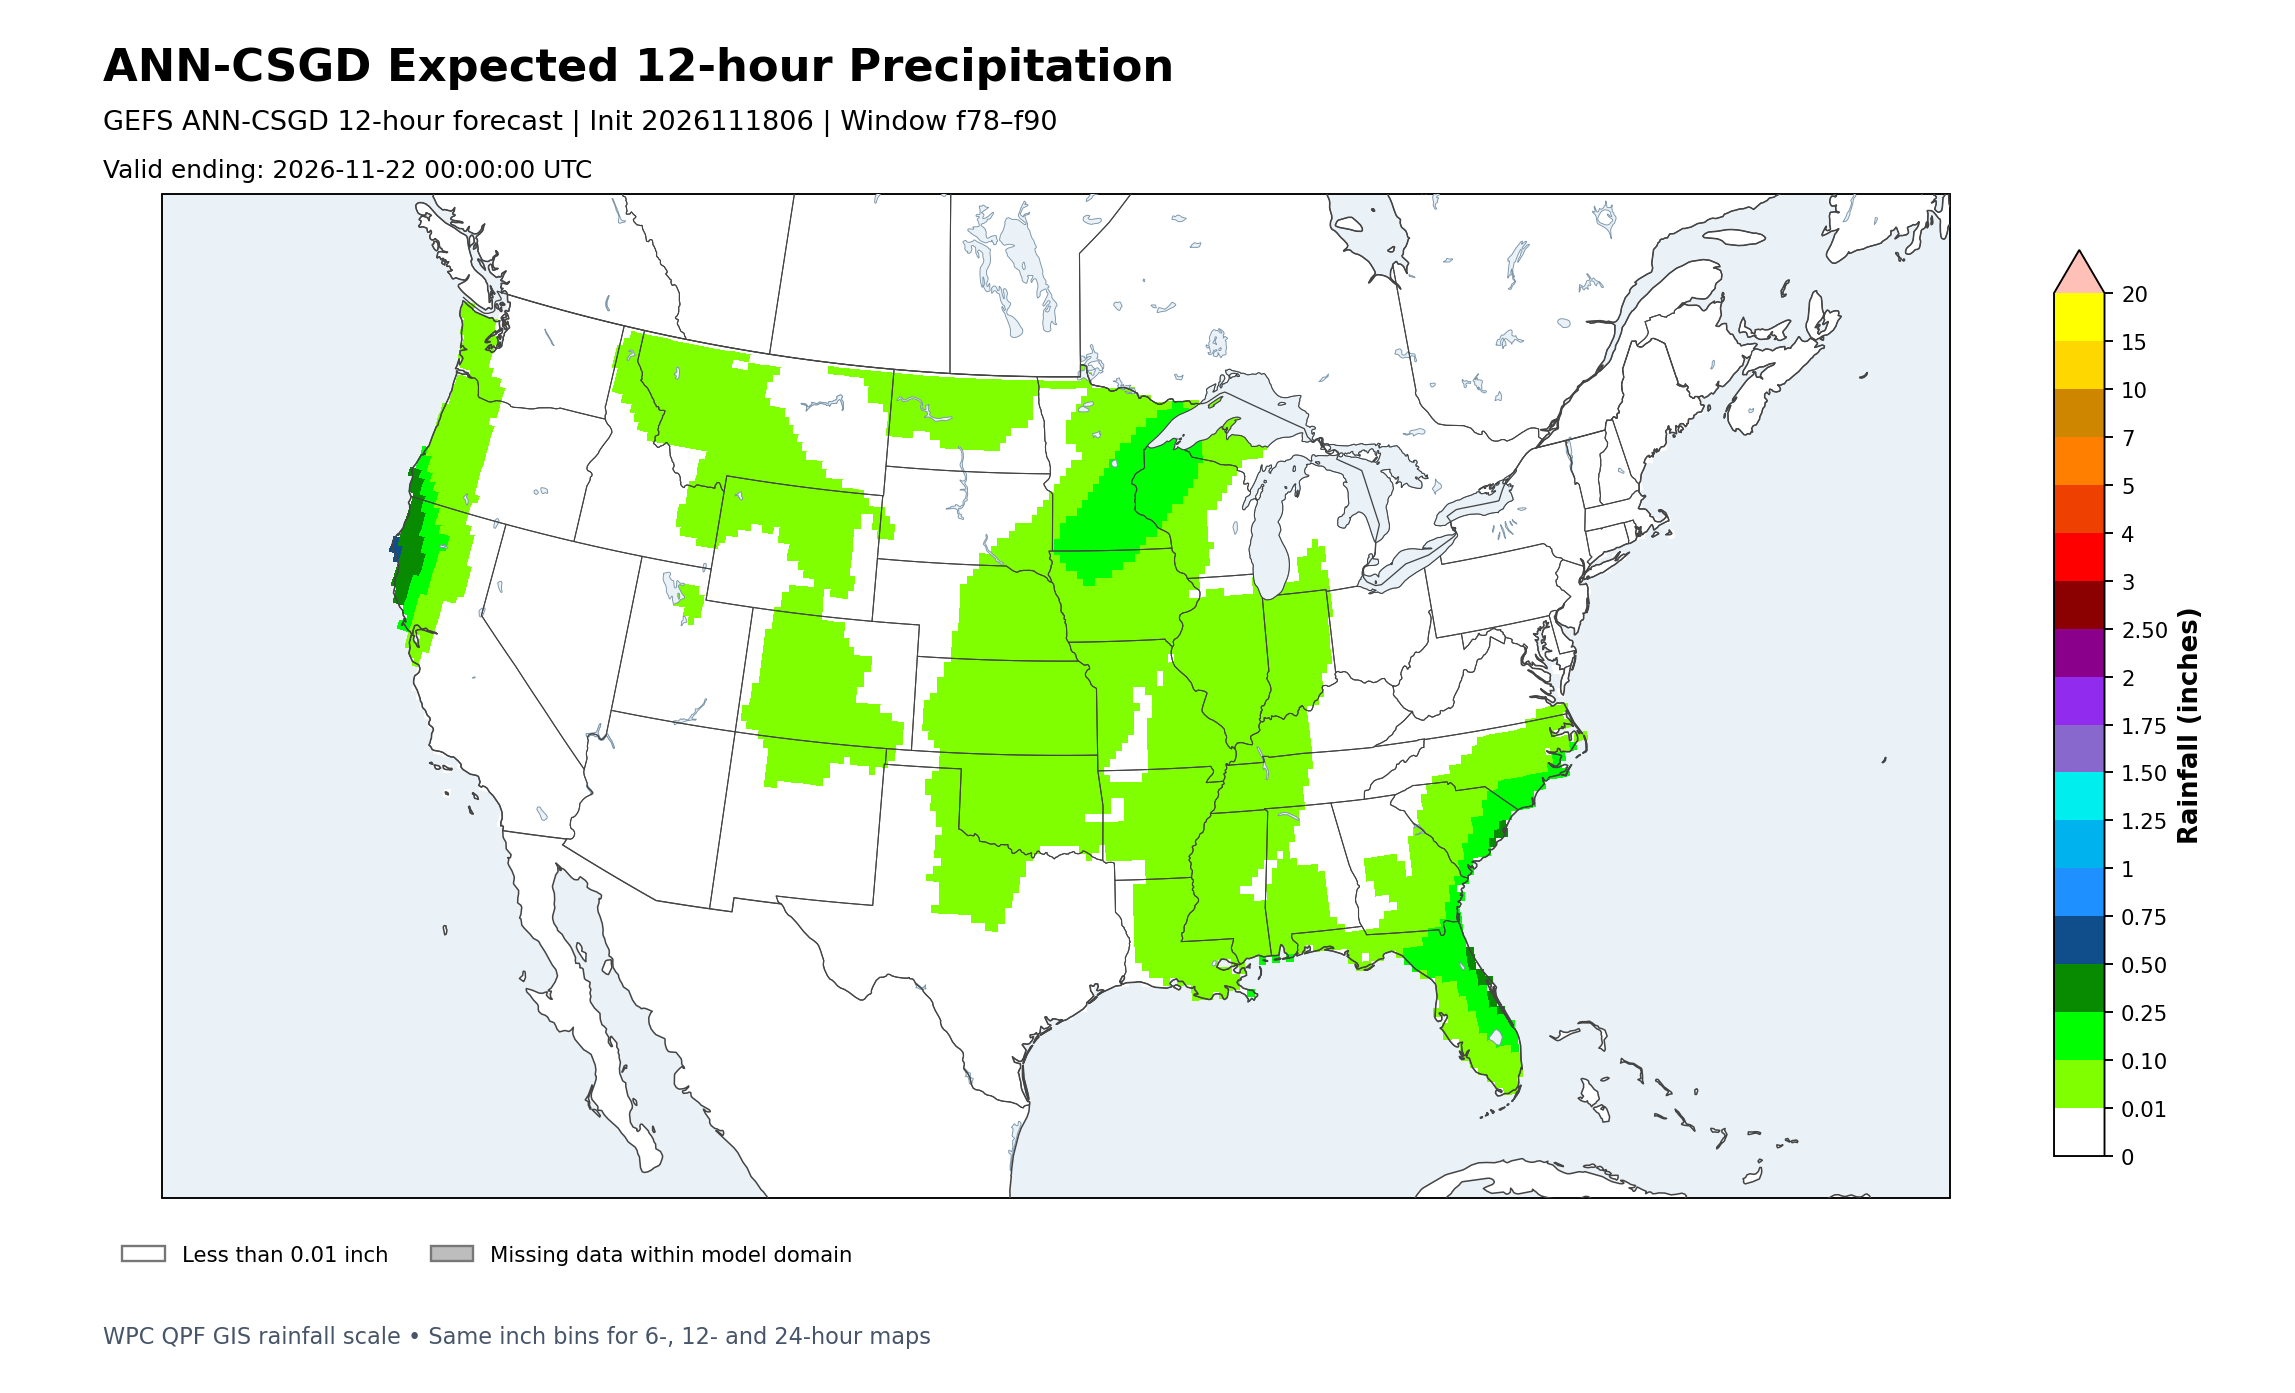 ANN-CSGD Expected 12-hour Precipitation
GEFS ANN-CSGD 12-hour forecast | Init 2026111806 | Window f78–f90
Valid ending: 2026-11-22 00:00:00 UTC
20
15
10
7
5
4
3
2.50
2
1.75
1.50
1.25
1
0.75
0.50
0.25
0.10
0.01
0
Rainfall (inches)
Less than 0.01 inch
Missing data within model domain
WPC QPF GIS rainfall scale • Same inch bins for 6-, 12- and 24-hour maps